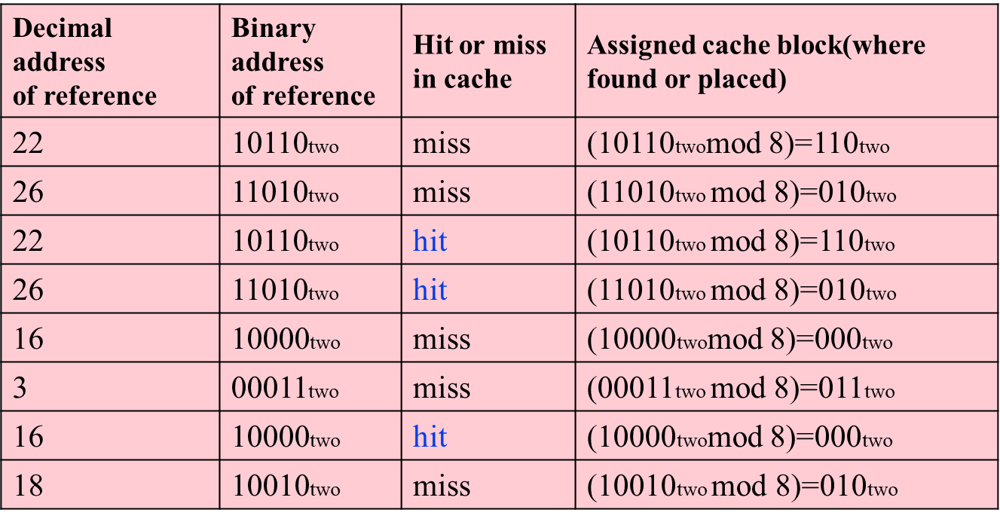 Decimal address of reference | Binary address of reference | Hit or miss in cache | Assigned cache block(where found or placed)
22 | 10110two | miss | (10110twomod 8)=110two
26 | 11010two | miss | (11010two mod 8)=010two
22 | 10110two | hit | (10110two mod 8)=110two
26 | 11010two | hit | (11010two mod 8)=010two
16 | 10000two | miss | (10000twomod 8)=000two
3 | 00011two | miss | (00011two mod 8)=011two
16 | 10000two | hit | (10000twomod 8)=000two
18 | 10010two | miss | (10010two mod 8)=010two